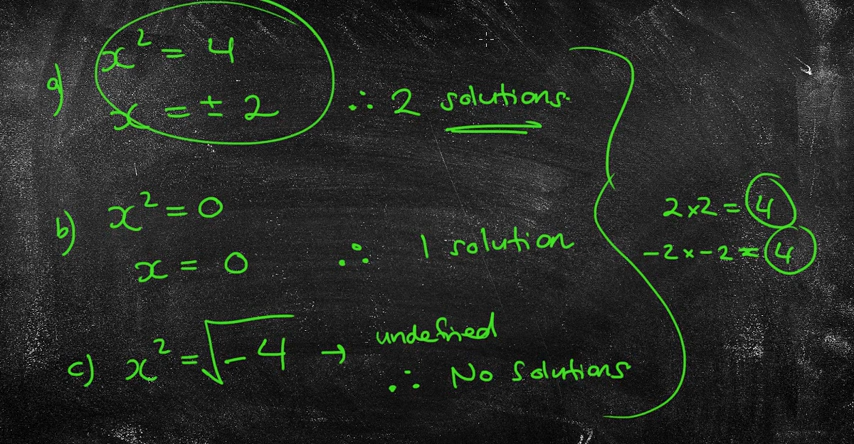 a) x² = 4
x = ± 2 ∴ 2 solutions
b) x² = 0
x = 0 ∴ 1 solution
c) x² = √-4 → undefined
∴ No solutions
2 x 2 = 4
-2 x -2 = 4